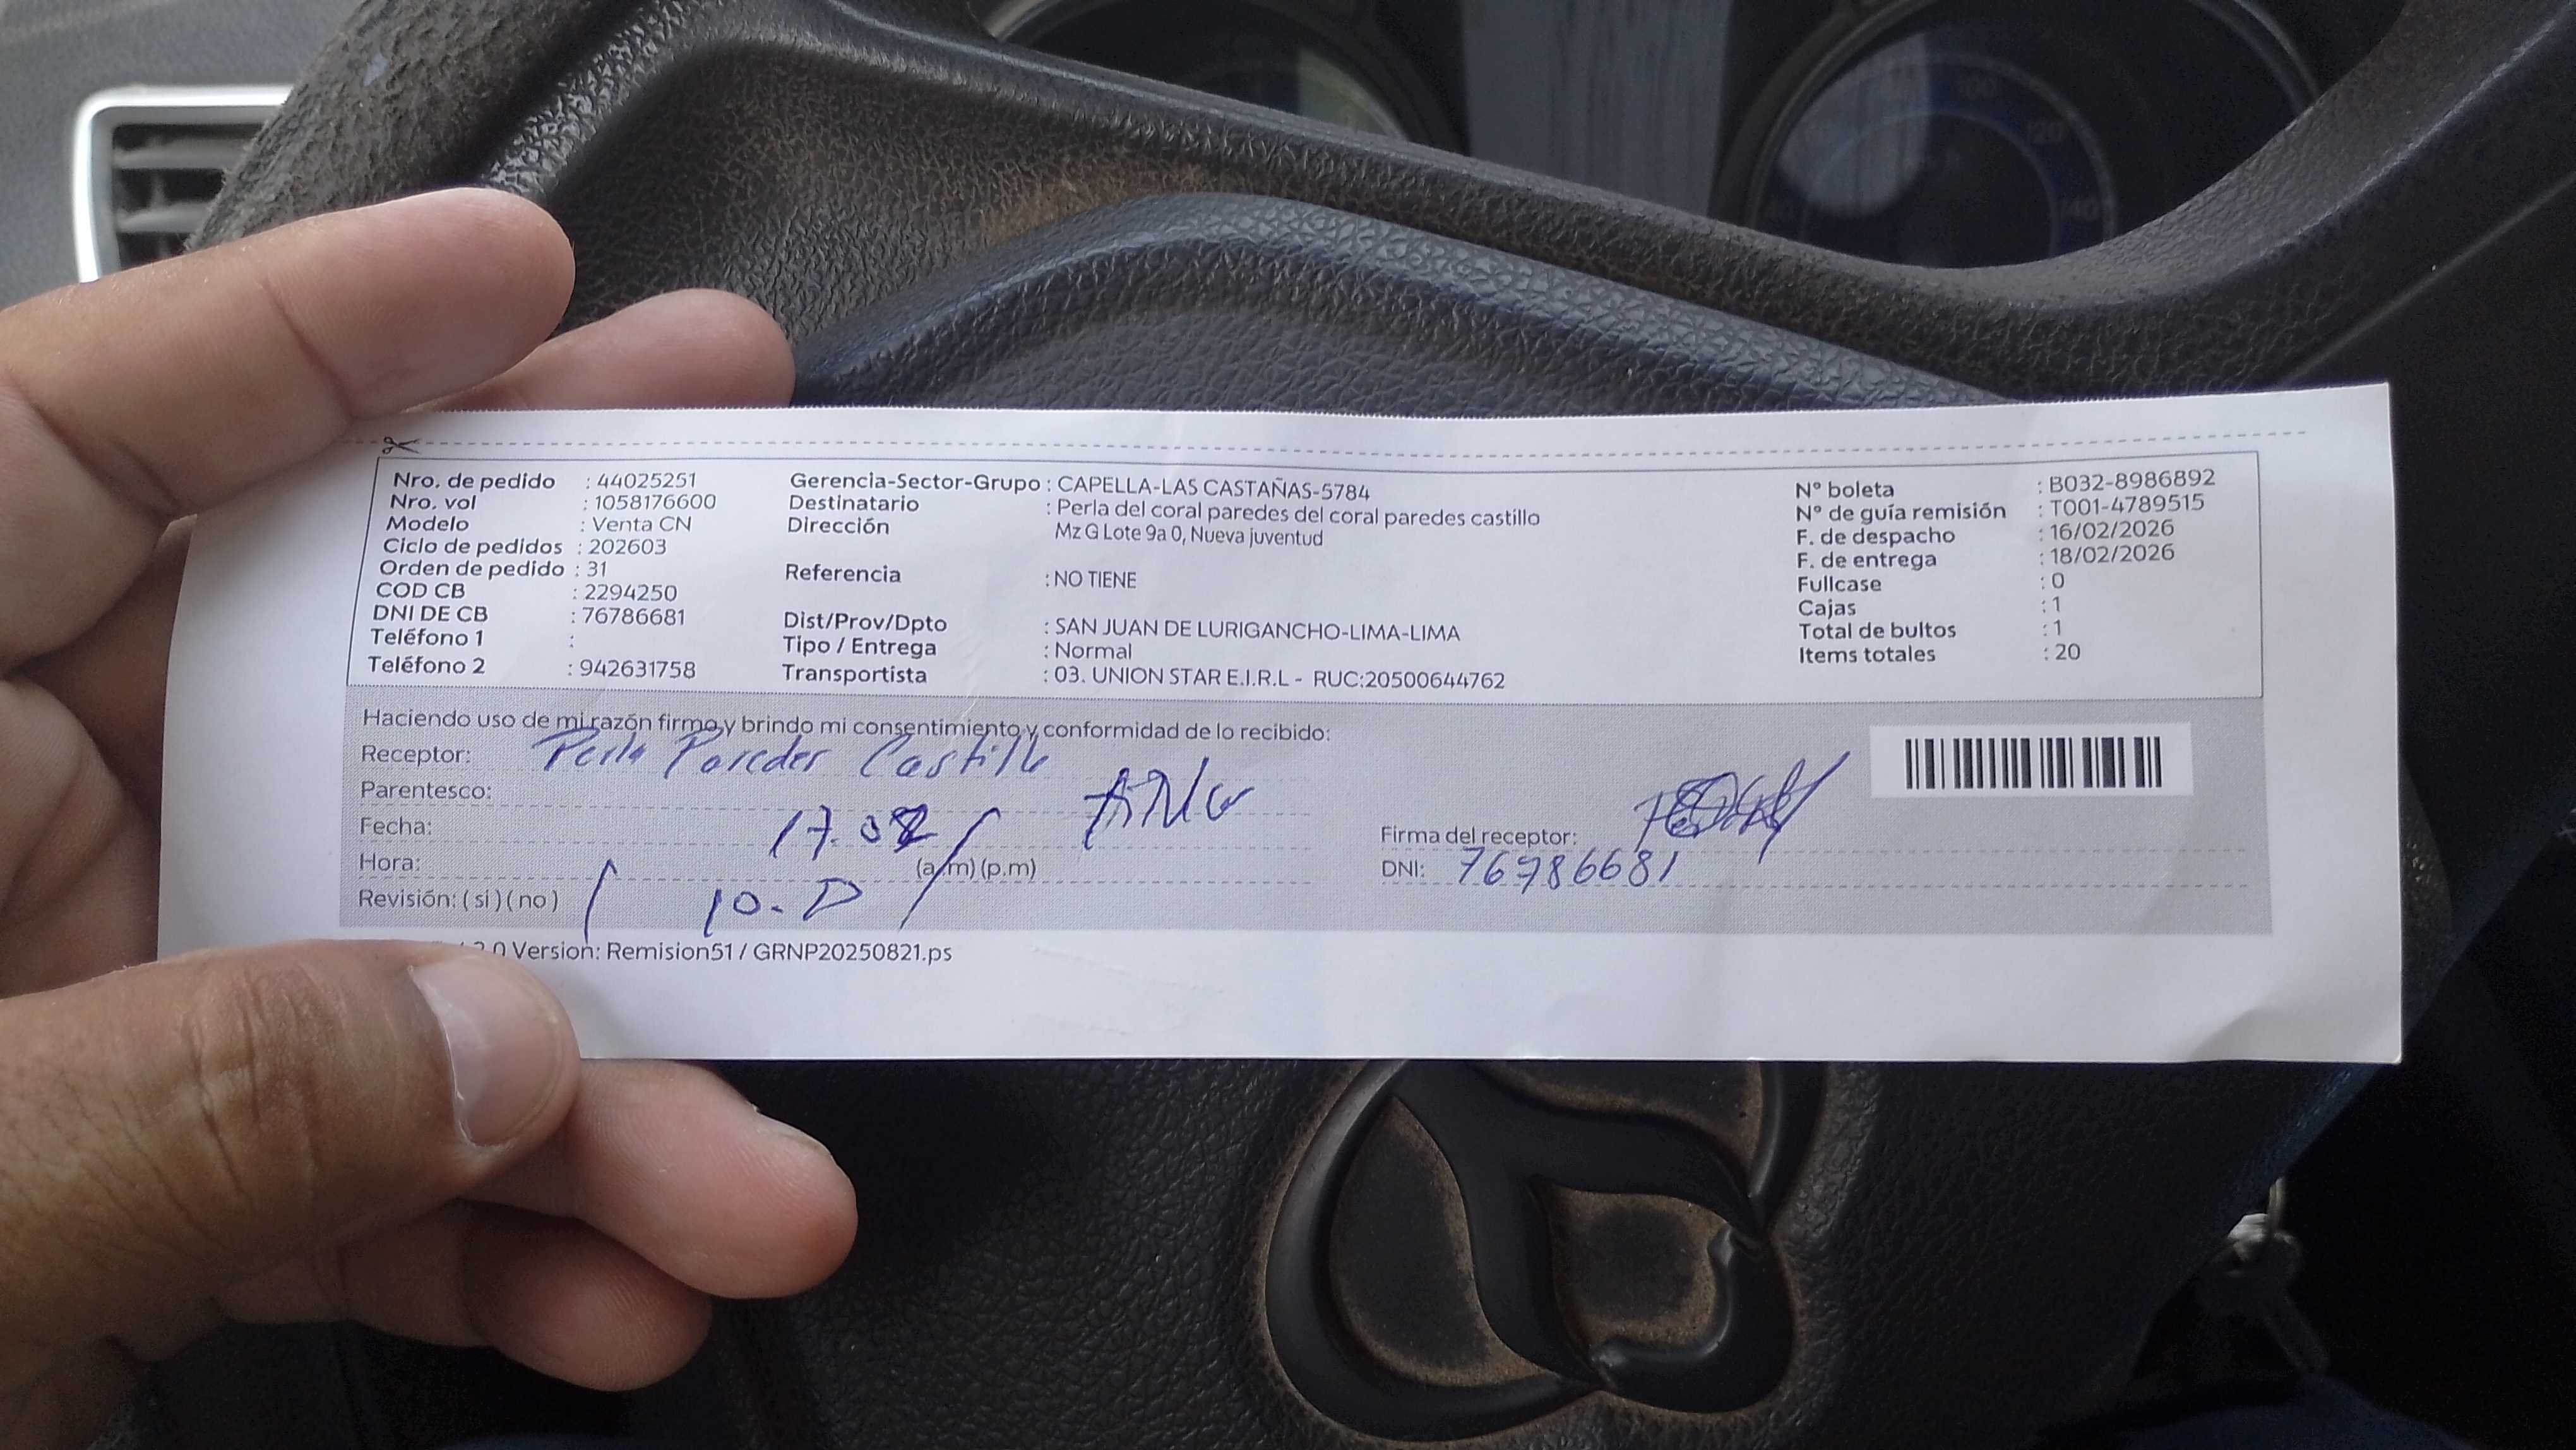 Nro. de pedido : 44025251
Nro. vol : 1058176600
Modelo : Venta CN
Ciclo de pedidos : 202603
Orden de pedido : 31
COD CB : 2294250
DNI DE CB : 76786681
Teléfono 1 :
Teléfono 2 : 942631758
Gerencia-Sector-Grupo : CAPELLA-LAS CASTAÑAS-5784
Destinatario : Perla del coral paredes del coral paredes castillo
Dirección Mz G Lote 9a 0, Nueva juventud
Referencia : NO TIENE
Dist/Prov/Dpto : SAN JUAN DE LURIGANCHO-LIMA-LIMA
Tipo / Entrega : Normal
Transportista : 03. UNION STAR E.I.R.L - RUC:20500644762
N° boleta : B032-8986892
N° de guía remisión : T001-4789515
F. de despacho : 16/02/2026
F. de entrega : 18/02/2026
Fullcase : 0
Cajas : 1
Total de bultos : 1
Items totales : 20
Haciendo uso de mi razón firmo y brindo mi consentimiento y conformidad de lo recibido:
Receptor: Perla Paredes Castillo
Parentesco:
Fecha: 17.02
Hora: (a.m) (p.m)
Revisión: ( si ) ( no ) 10.
Firma del receptor:
DNI: 76786681
2.0 Version: Remision51 / GRNP20250821.ps
120
140